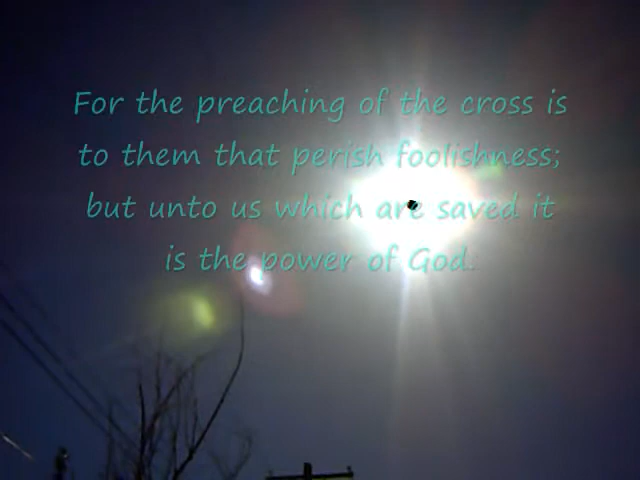 For the preaching of the cross is
to them that perish foolishness;
but unto us which are saved it
is the power of God.